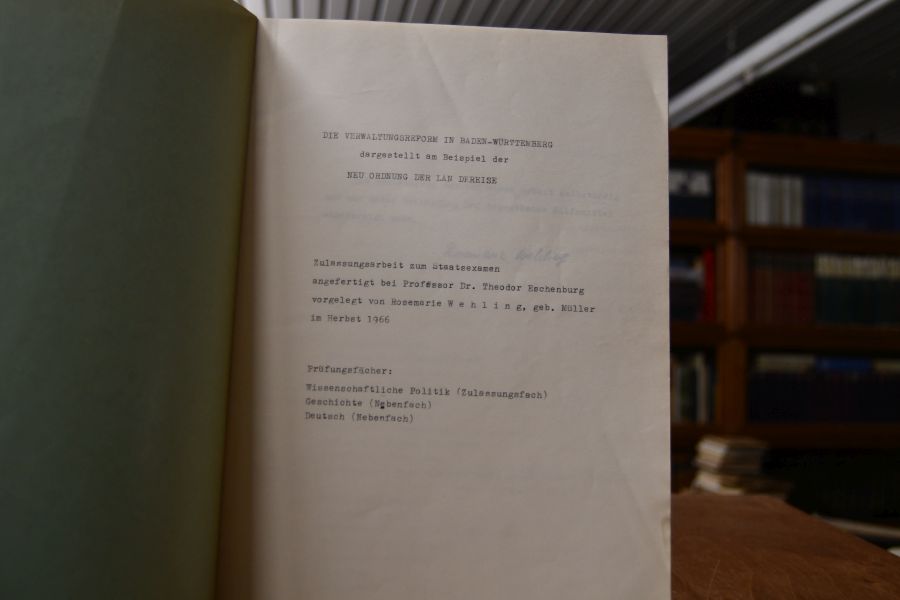 DIE VERWALTUNGSREFORM IN BADEN-WÜRTTEMBERG
dargestellt am Beispiel der
NEU ORDNUNG DER LAN DKREISE
Zulassungsarbeit zum Staatsexamen
angefertigt bei Professor Dr. Theodor Eschenburg
vorgelegt von Rosemarie W e h l i n g, geb. Müller
im Herbst 1966
Prüfungsfächer:
Wissenschaftliche Politik (Zulassungsfach)
Geschichte (Nebenfach)
Deutsch (Nebenfach)